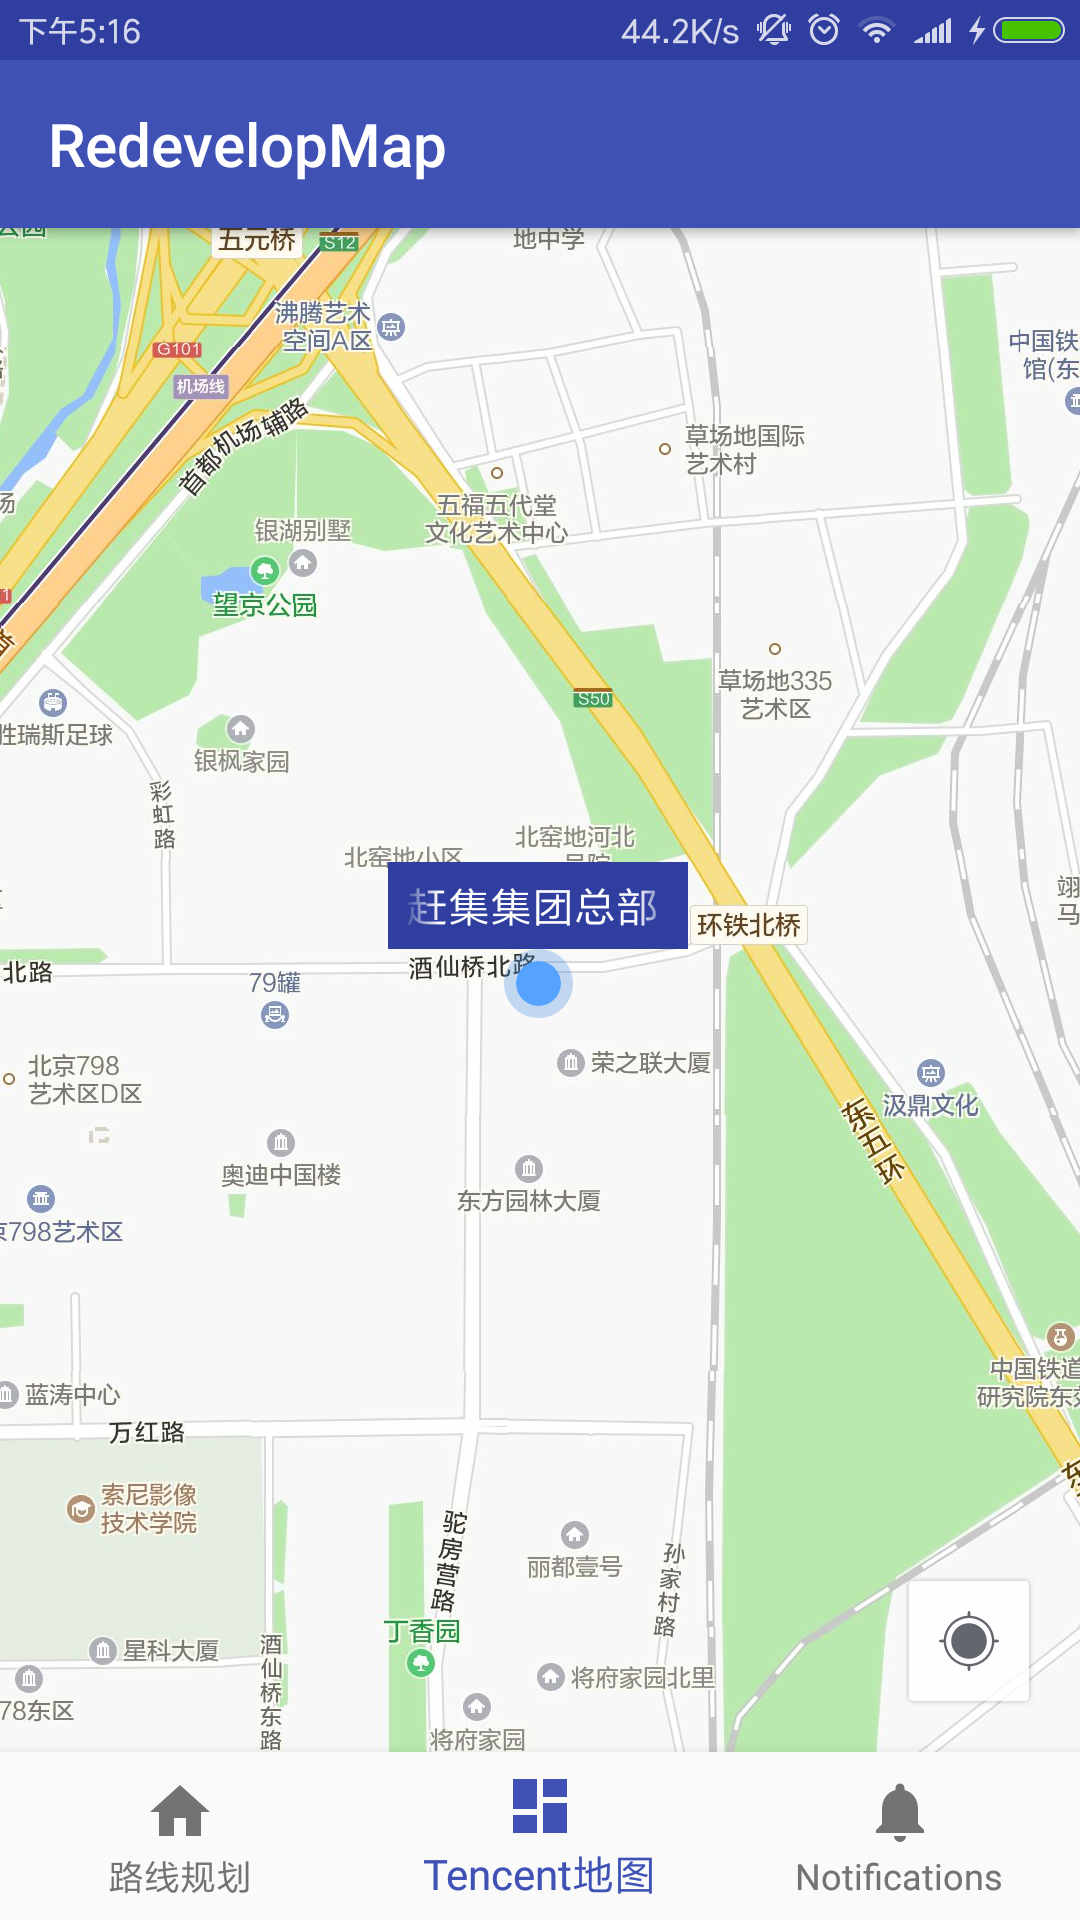 下午5:16
44.2K/s
RedevelopMap
公园
五元桥
S12
地中学
沸腾艺术
空间A区
G101
机场线
中国铁
馆(东
首都机场辅路
草场地国际
艺术村
场
五福五代堂
文化艺术中心
银湖别墅
望京公园
草场地335
艺术区
S50
胜瑞斯足球
银枫家园
彩虹路
北窑地河北
北窑地小区
翊
马
赶集集团总部
环铁北桥
北路
酒仙桥北路
79罐
荣之联大厦
北京798
艺术区D区
汲鼎文化
东五环
奥迪中国楼
东方园林大厦
京798艺术区
中国铁道
研究院东郊
蓝涛中心
万红路
东
索尼影像
技术学院
驼房营路
丽都壹号
孙家村路
丁香园
酒仙桥东路
星科大厦
将府家园北里
78东区
将府家园
路线规划
Tencent地图
Notifications